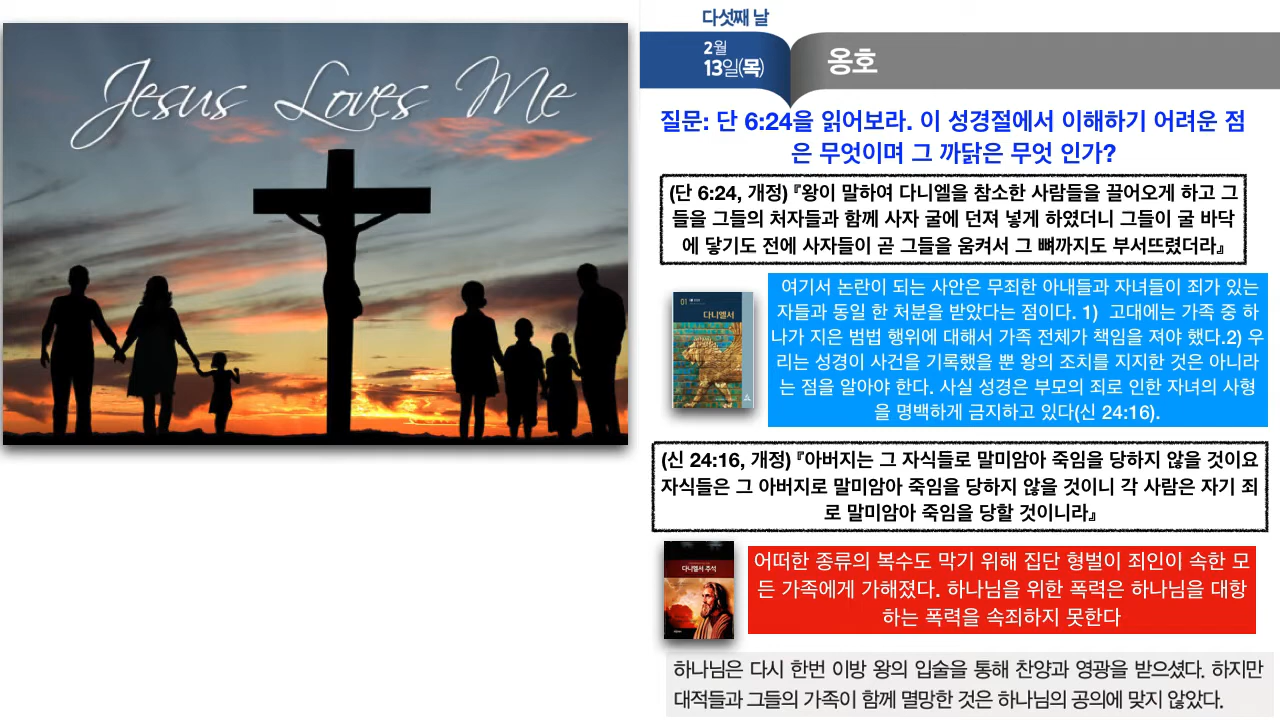 Jesus Loves Me
다섯째 날
2월
13일(목)
옹호
질문: 단 6:24을 읽어보라. 이 성경절에서 이해하기 어려운 점
은 무엇이며 그 까닭은 무엇 인가?
(단 6:24, 개정)『왕이 말하여 다니엘을 참소한 사람들을 끌어오게 하고 그
들을 그들의 처자들과 함께 사자 굴에 던져 넣게 하였더니 그들이 굴 바닥
에 닿기도 전에 사자들이 곧 그들을 움켜서 그 뼈까지도 부서뜨렸더라』
01
다니엘서
여기서 논란이 되는 사안은 무죄한 아내들과 자녀들이 죄가 있는
자들과 동일 한 처분을 받았다는 점이다. 1) 고대에는 가족 중 하
나가 지은 범법 행위에 대해서 가족 전체가 책임을 져야 했다.2) 우
리는 성경이 사건을 기록했을 뿐 왕의 조치를 지지한 것은 아니라
는 점을 알아야 한다. 사실 성경은 부모의 죄로 인한 자녀의 사형
을 명백하게 금지하고 있다(신 24:16).
(신 24:16, 개정)『아버지는 그 자식들로 말미암아 죽임을 당하지 않을 것이요
자식들은 그 아버지로 말미암아 죽임을 당하지 않을 것이니 각 사람은 자기 죄
로 말미암아 죽임을 당할 것이니라』
다니엘서 주석
어떠한 종류의 복수도 막기 위해 집단 형벌이 죄인이 속한 모
든 가족에게 가해졌다. 하나님을 위한 폭력은 하나님을 대항
하는 폭력을 속죄하지 못한다
하나님은 다시 한번 이방 왕의 입술을 통해 찬양과 영광을 받으셨다. 하지만
대적들과 그들의 가족이 함께 멸망한 것은 하나님의 공의에 맞지 않았다.